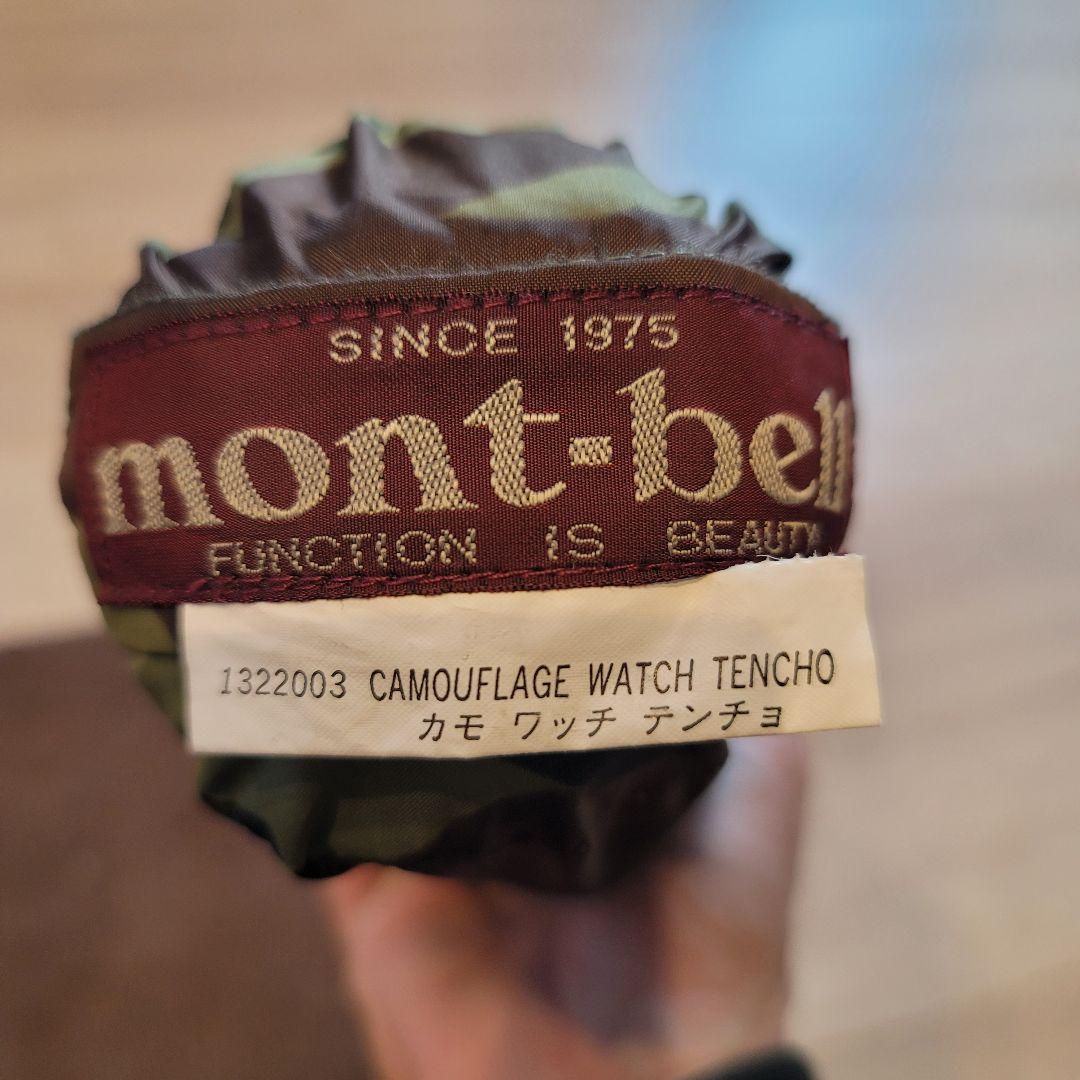 SINCE 1975
mont-bell
FUNCTION IS BEAUTY
1322003 CAMOUFLAGE WATCH TENCHO
カモ ワッチ テンチョ